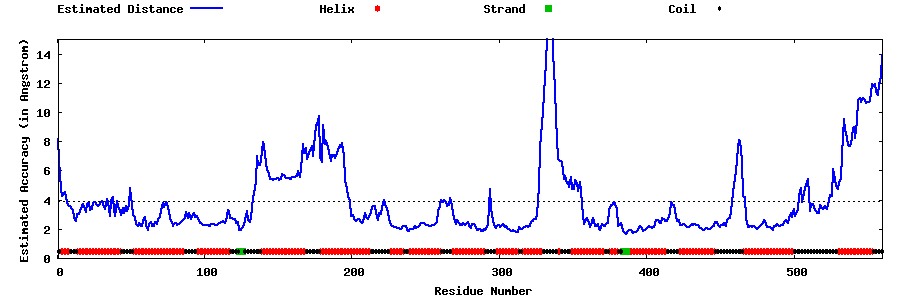 Estimated Distance Helix Strand Coil
Estimated Accuracy (in Angstrom)
14
12
10
8
6
4
2
0
0 100 200 300 400 500
Residue Number